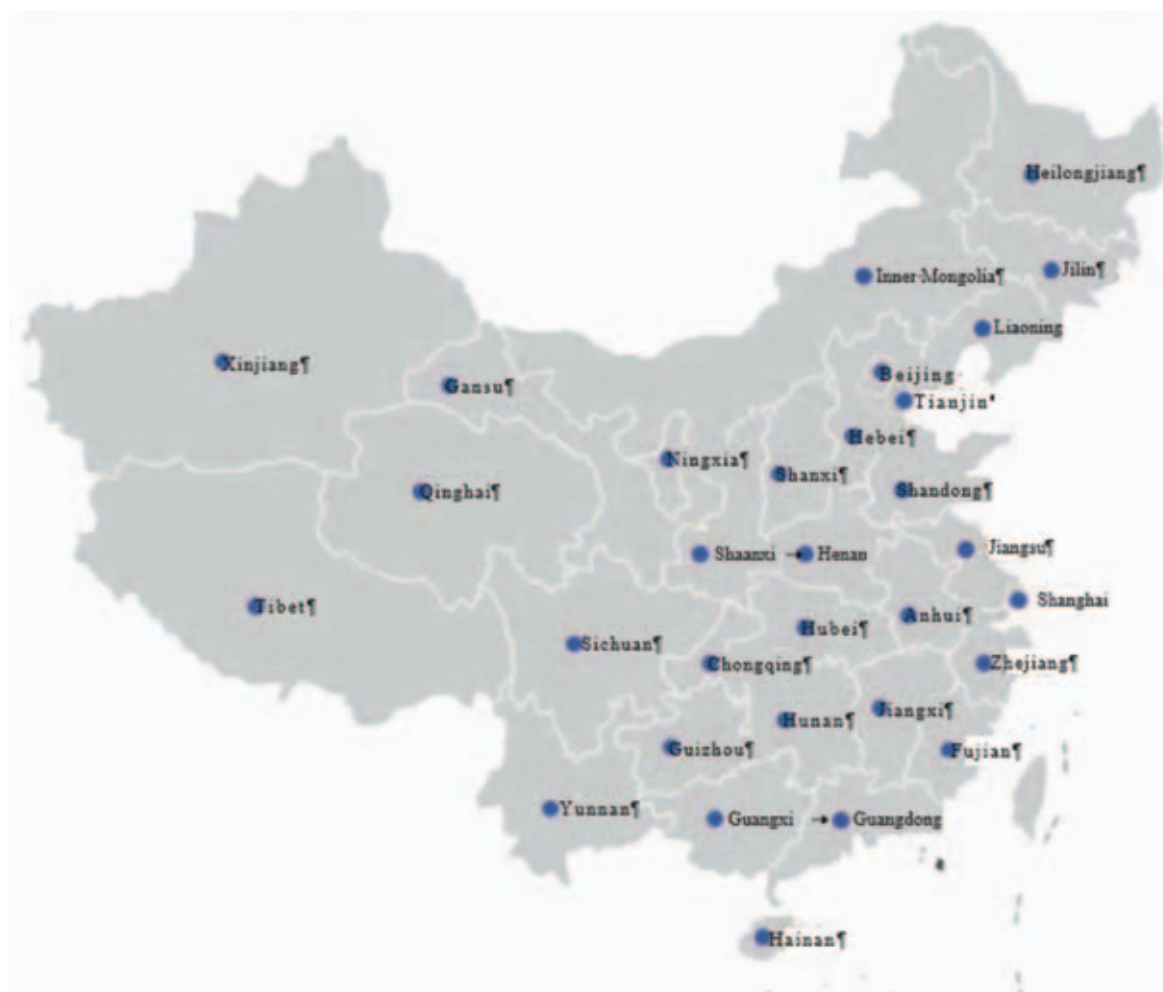 Heilongjiang¶
Jilin¶
Inner·Mongolia¶
Liaoning
Xinjiang¶
Beijing·
Gansu¶
Tianjin'
Hebei¶
Ningxia¶
Shanxi¶
Qinghai¶
Shandong¶
Jiangsu¶
Shaanxi → Henan
Shanghai
Tibet¶
Anhui¶
Hubei¶
Sichuan¶
Chongqing¶
Zhejiang¶
Jiangxi¶
Hunan¶
Guizhou¶
Fujian¶
Yunnan¶
Guangxi → Guangdong
Hainan¶